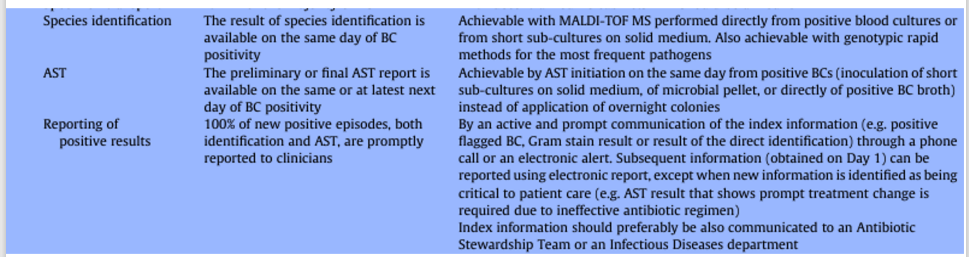 Species identification The result of species identification is Achievable with MALDI-TOF MS performed directly from positive blood cultures or
available on the same day of BC from short sub-cultures on solid medium. Also achievable with genotypic rapid
positivity methods for the most frequent pathogens
AST The preliminary or final AST report is Achievable by AST initiation on the same day from positive BCs (inoculation of short
available on the same or at latest next sub-cultures on solid medium, of microbial pellet, or directly of positive BC broth)
day of BC positivity instead of application of overnight colonies
Reporting of 100% of new positive episodes, both By an active and prompt communication of the index information (e.g. positive
positive results identification and AST, are promptly flagged BC, Gram stain result or result of the direct identification) through a phone
reported to clinicians call or an electronic alert. Subsequent information (obtained on Day 1) can be
reported using electronic report, except when new information is identified as being
critical to patient care (e.g. AST result that shows prompt treatment change is
required due to ineffective antibiotic regimen)
Index information should preferably be also communicated to an Antibiotic
Stewardship Team or an Infectious Diseases department